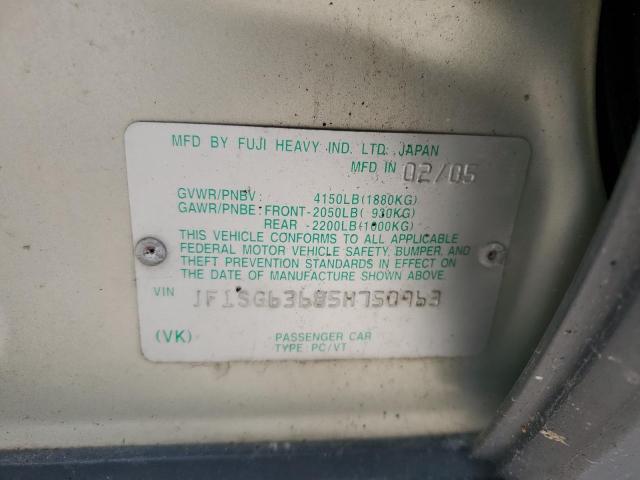 MFD BY FUJI HEAVY IND. LTD. JAPAN
MFD IN 02/05
GVWR/PNBV : 4150LB(1880KG)
GAWR/PNBE : FRONT-2050LB( 930KG)
REAR -2200LB(1000KG)
THIS VEHICLE CONFORMS TO ALL APPLICABLE
FEDERAL MOTOR VEHICLE SAFETY, BUMPER, AND
THEFT PREVENTION STANDARDS IN EFFECT ON
THE DATE OF MANUFACTURE SHOWN ABOVE.
VIN JF1SG63685H750963
(VK) PASSENGER CAR
TYPE: PC/VT